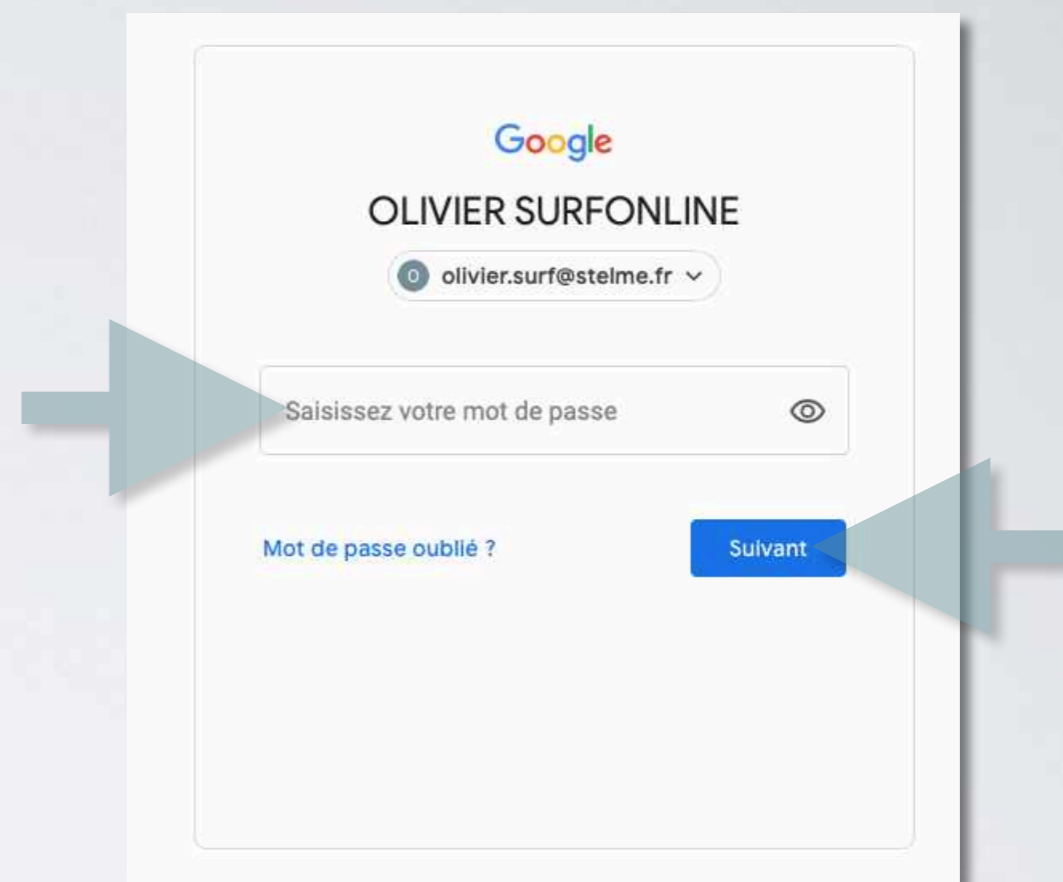 Google
OLIVIER SURFONLINE
O olivier.surf@stelme.fr
Saisissez votre mot de passe
Mot de passe oublié ?
Suivant